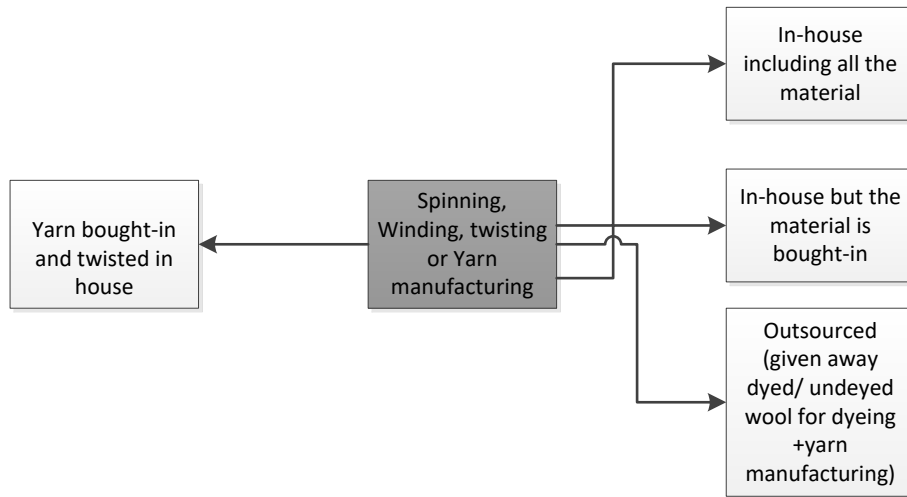 In-house
including all the
material
Yarn bought-in
and twisted in
house
Spinning,
Winding, twisting
or Yarn
manufacturing
In-house but the
material is
bought-in
Outsourced
(given away
dyed/ undeyed
wool for dyeing
+yarn
manufacturing)